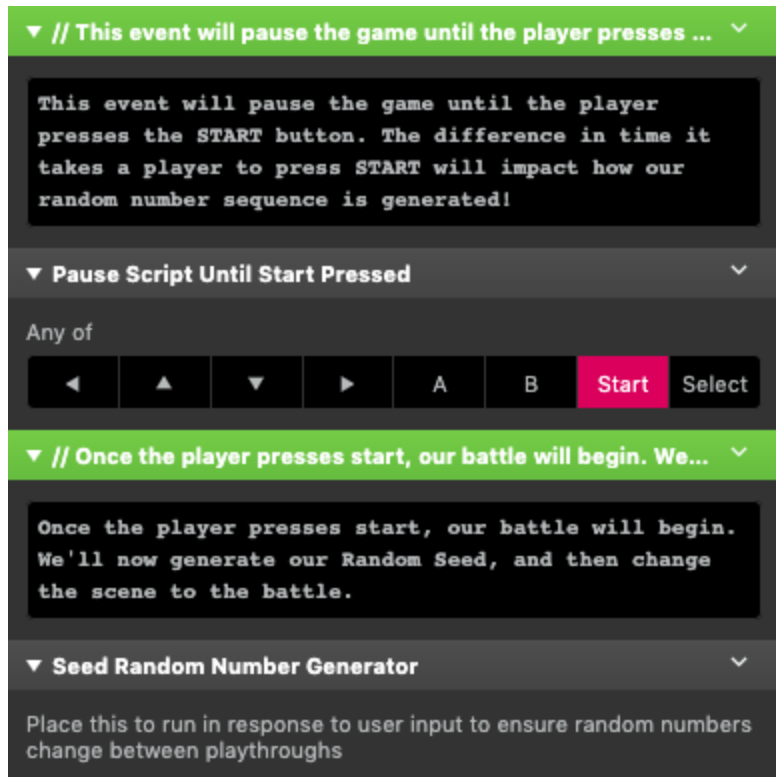 // This event will pause the game until the player presses ...
This event will pause the game until the player
presses the START button. The difference in time it
takes a player to press START will impact how our
random number sequence is generated!
Pause Script Until Start Pressed
Any of
A B Start Select
// Once the player presses start, our battle will begin. We...
Once the player presses start, our battle will begin.
We'll now generate our Random Seed, and then change
the scene to the battle.
Seed Random Number Generator
Place this to run in response to user input to ensure random numbers
change between playthroughs